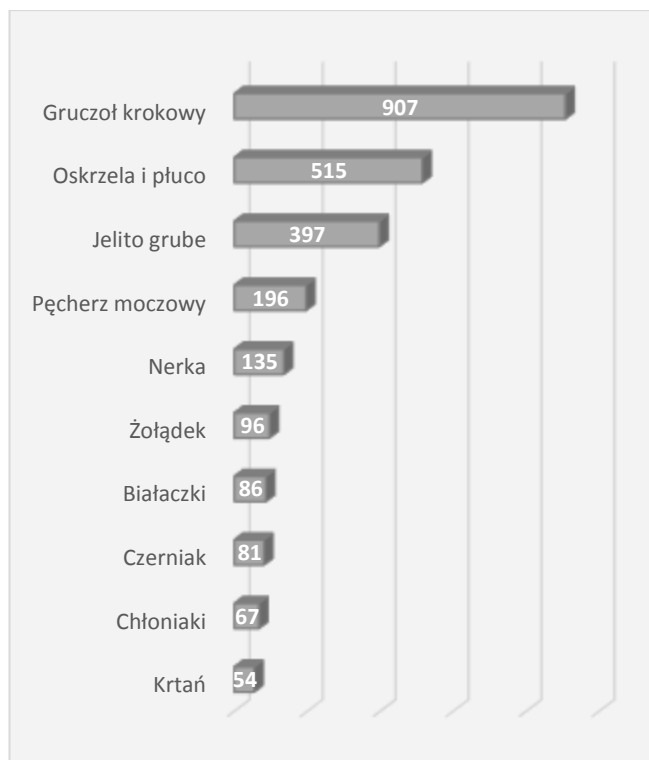 Gruczoł krokowy 907
Oskrzela i płuco 515
Jelito grube 397
Pęcherz moczowy 196
Nerka 135
Żołądek 96
Białaczki 86
Czerniak 81
Chłoniaki 67
Krtań 54